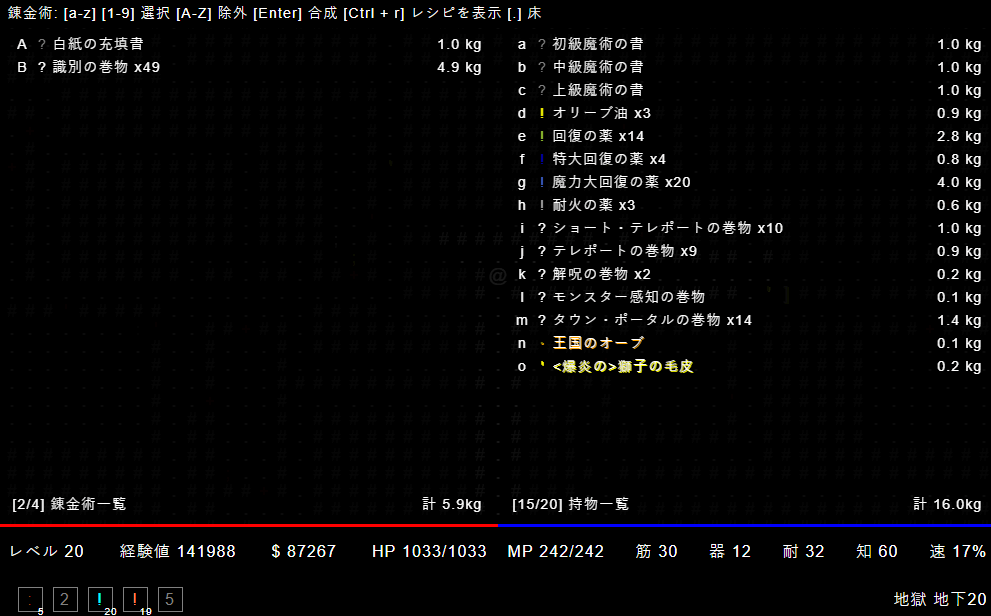 錬金術: [a-z] [1-9] 選択 [A-Z] 除外 [Enter] 合成 [Ctrl + r] レシピを表示 [.] 床
A ? 白紙の充填書 1.0 kg
B ? 識別の巻物 x49 4.9 kg
[2/4] 錬金術一覧 計 5.9kg
a ? 初級魔術の書 1.0 kg
b ? 中級魔術の書 1.0 kg
c ? 上級魔術の書 1.0 kg
d ! オリーブ油 x3 0.9 kg
e ! 回復の薬 x14 2.8 kg
f ! 特大回復の薬 x4 0.8 kg
g ! 魔力大回復の薬 x20 4.0 kg
h ! 耐火の薬 x3 0.6 kg
i ? ショート・テレポートの巻物 x10 1.0 kg
j ? テレポートの巻物 x9 0.9 kg
k ? 解呪の巻物 x2 0.2 kg
l ? モンスター感知の巻物 0.1 kg
m ? タウン・ポータルの巻物 x14 1.4 kg
n 王国のオーブ 0.1 kg
o ' <爆炎の>獅子の毛皮 0.2 kg
[15/20] 持物一覧 計 16.0kg
レベル 20 経験値 141988 $ 87267 HP 1033/1033 MP 242/242 筋 30 器 12 耐 32 知 60 速 17%
: 5 2 ! 20 ! 19 5 地獄 地下20